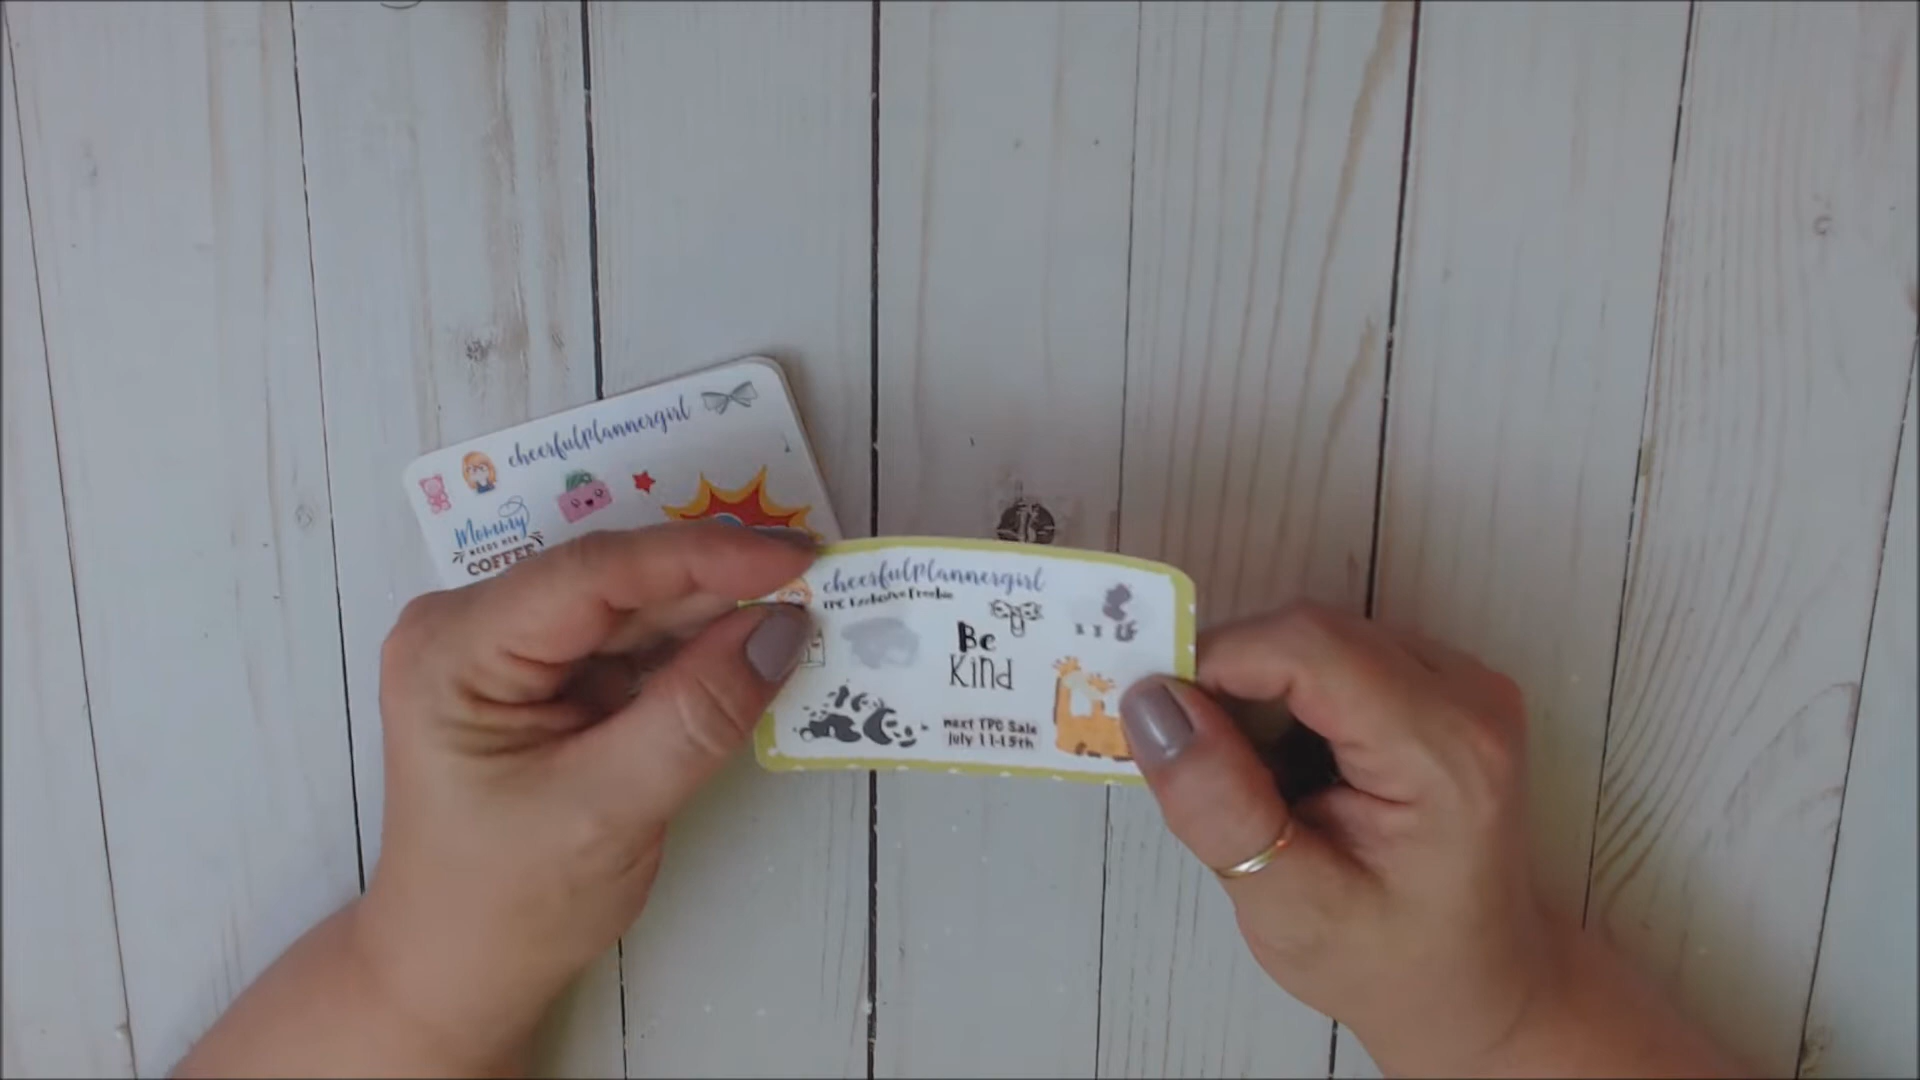 cheerfulplannergirl
Mommy
NEEDS HER
COFFEE
cheerfulplannergirl
TPC Exclusive Freebie
Be
Kind
next TPC Sale
july 11-15th